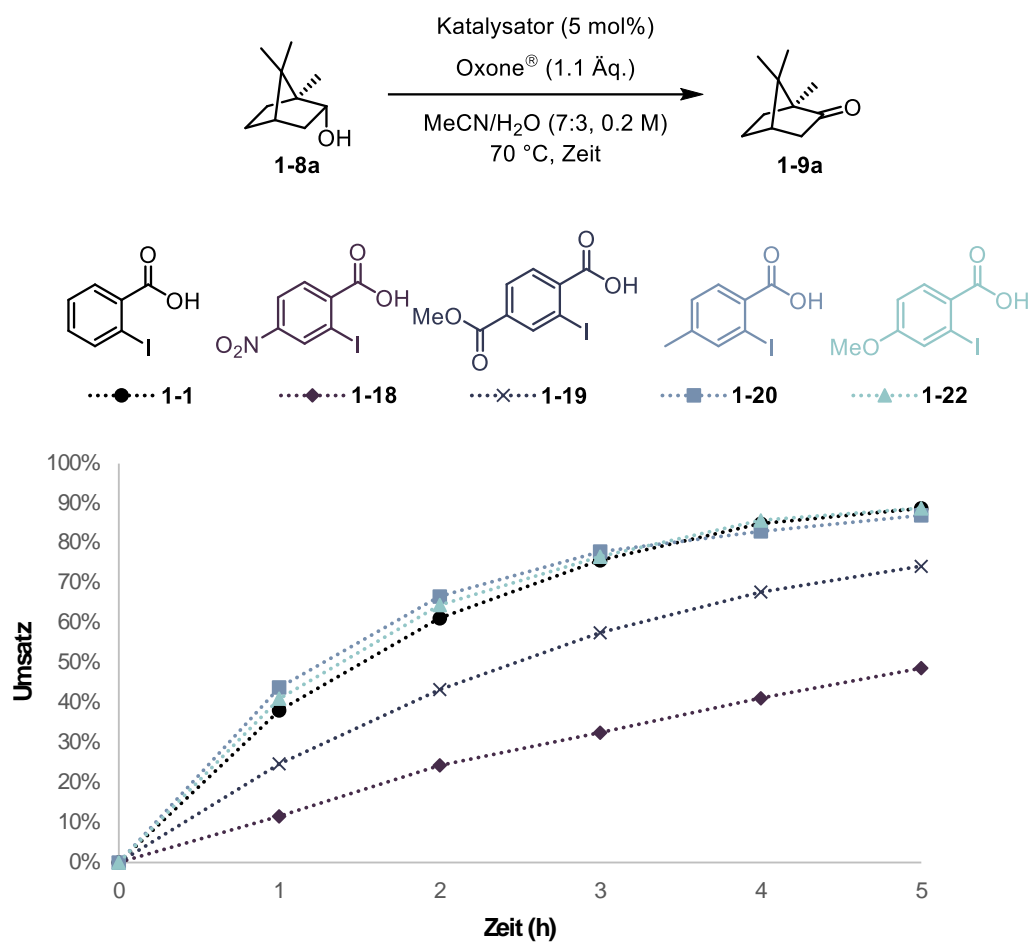 Katalysator (5 mol%)
Oxone® (1.1 Äq.)
MeCN/H₂O (7:3, 0.2 M)
70 °C, Zeit
OH
1-8a
O
1-9a
O
OH
I
O
OH
O₂N
I
O
OH
MeO
O
I
O
OH
I
O
OH
MeO
I
1-1
1-18
1-19
1-20
1-22
100%
90%
80%
70%
60%
50%
40%
30%
20%
10%
0%
Umsatz
0 1 2 3 4 5
Zeit (h)